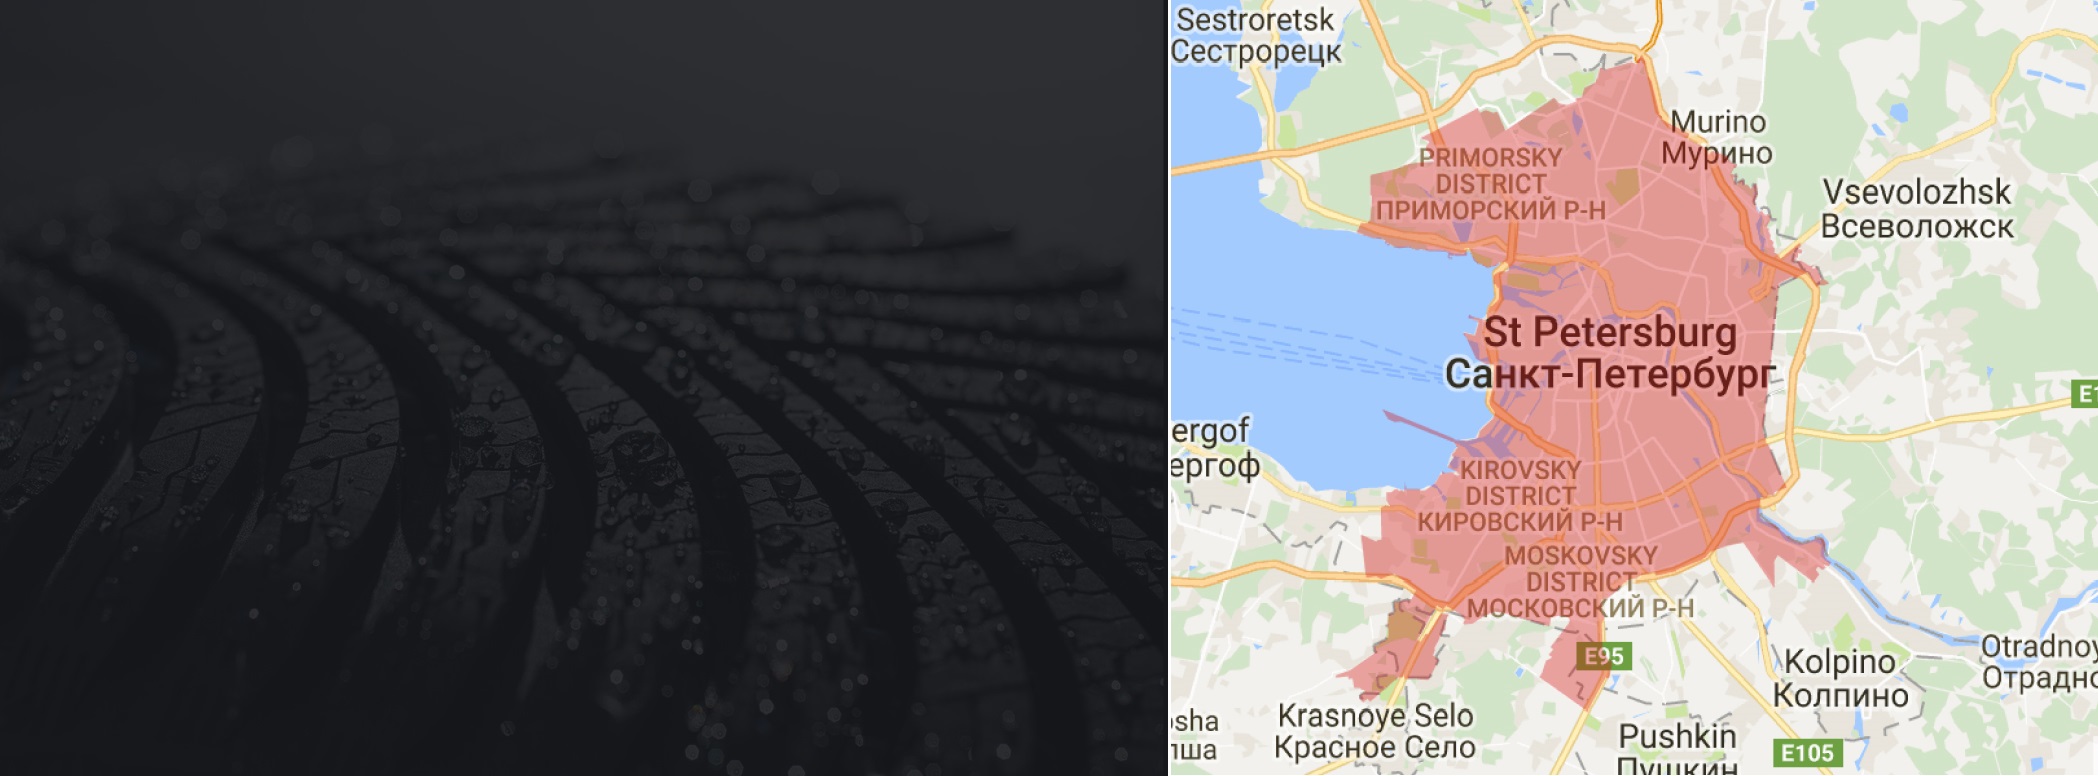 Sestroretsk
Сестрорецк
Murino
Мурино
PRIMORSKY
DISTRICT
ПРИМОРСКИЙ Р-Н
Vsevolozhsk
Всеволожск
St Petersburg
Санкт-Петербург
E1
ergof
ергоф
KIROVSKY
DISTRICT
КИРОВСКИЙ Р-Н
MOSKOVSKY
DISTRICT
МОСКОВСКИЙ Р-Н
E95
Kolpino
Колпино
Otradnoy
Отрадно
sha
ша
Krasnoye Selo
Красное Село
Pushkin
Пушкин
E105